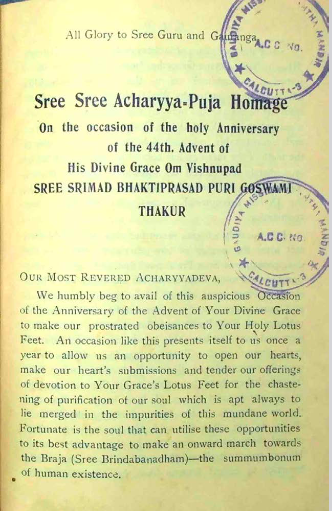 All Glory to Sree Guru and Gauranga
GAUDIYA MISS
A.C.C. No.
CALCUTTA-3
Sree Sree Acharyya-Puja Homage
On the occasion of the holy Anniversary
of the 44th. Advent of
His Divine Grace Om Vishnupad
SREE SRIMAD BHAKTIPRASAD PURI GOSWAMI
THAKUR
GAUDIYA MISS
A.C.C. No.
CALCUTTA-3
OUR MOST REVERED ACHARYYADEVA,
We humbly beg to avail of this auspicious Occasion
of the Anniversary of the Advent of Your Divine Grace
to make our prostrated obeisances to Your Holy Lotus
Feet. An occasion like this presents itself to us once a
year to allow us an opportunity to open our hearts,
make our heart's submissions and tender our offerings
of devotion to Your Grace's Lotus Feet for the chaste-
ning of purification of our soul which is apt always to
lie merged in the impurities of this mundane world.
Fortunate is the soul that can utilise these opportunities
to its best advantage to make an onward march towards
the Braja (Sree Brindabanadham)—the summumbonum
of human existence.